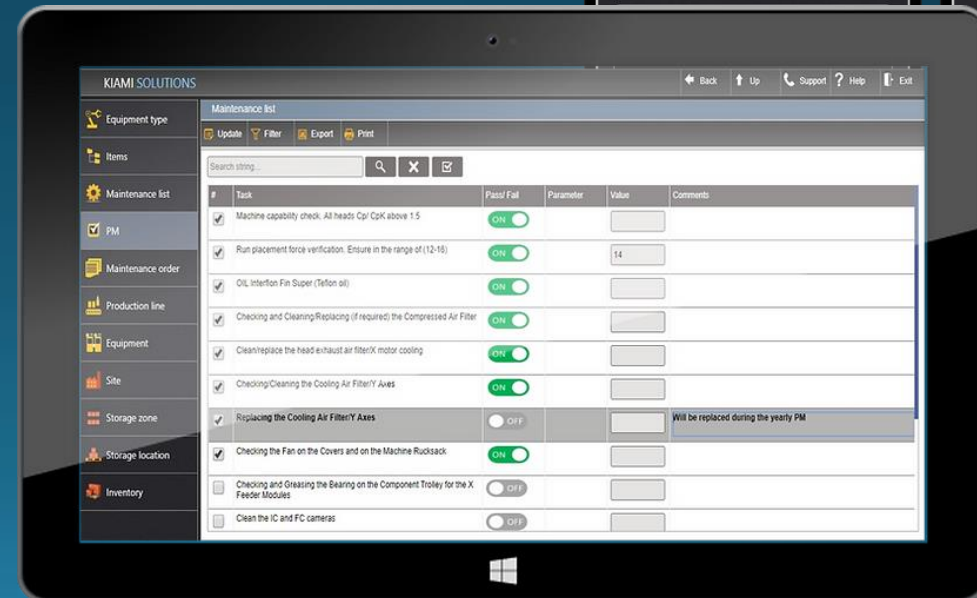 KIAMI SOLUTIONS
Back Up Support ? Help Exit
Equipment type
Items
Maintenance list
PM
Maintenance order
Production line
Equipment
Site
Storage zone
Storage location
Inventory
Maintenance list
Update Filter Export Print
Search string...
# Task Pass/ Fail Parameter Value Comments
Machine capability check. All heads Cp/ CpK above 1.5 ON
Run placement force verification. Ensure in the range of (12-16) ON 14
OIL Interflon Fin Super (Teflon oil) ON
Checking and Cleaning/Replacing (if required) the Compressed Air Filter ON
Clean/replace the head exhaust air filter/X motor cooling ON
Checking/Cleaning the Cooling Air Filter/Y Axes ON
Replacing the Cooling Air Filter/Y Axes OFF Will be replaced during the yearly PM
Checking the Fan on the Covers and on the Machine Rucksack ON
Checking and Greasing the Bearing on the Component Trolley for the X
Feeder Modules OFF
Clean the IC and FC cameras OFF